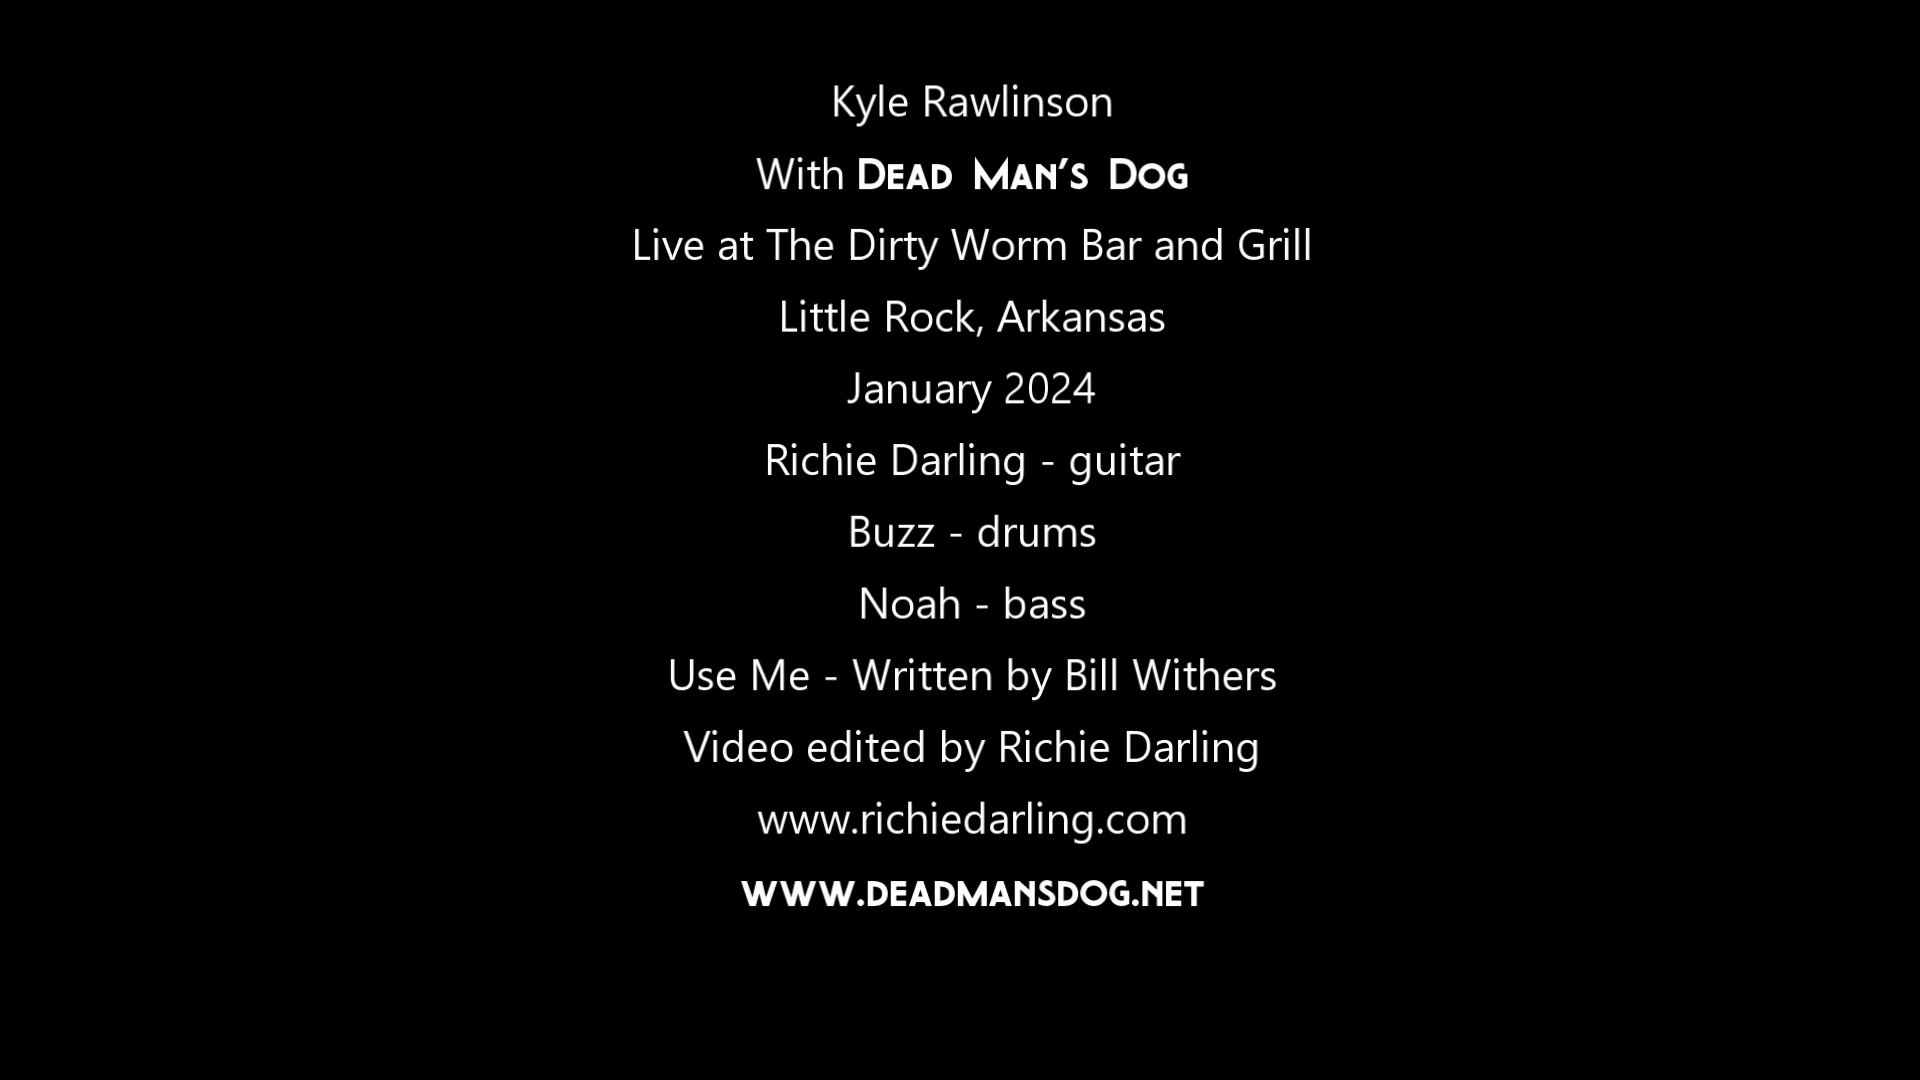 Kyle Rawlinson
With Dead Man's Dog
Live at The Dirty Worm Bar and Grill
Little Rock, Arkansas
January 2024
Richie Darling - guitar
Buzz - drums
Noah - bass
Use Me - Written by Bill Withers
Video edited by Richie Darling
www.richiedarling.com
www.deadmansdog.net